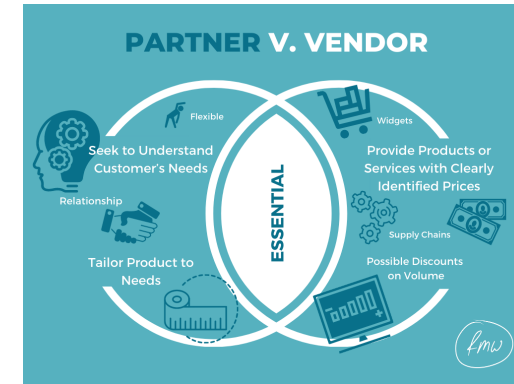 PARTNER V. VENDOR
Flexible
Seek to Understand
Customer's Needs
Relationship
Tailor Product to
Needs
ESSENTIAL
Widgets
Provide Products or
Services with Clearly
Identified Prices
Supply Chains
Possible Discounts
on Volume
rmw